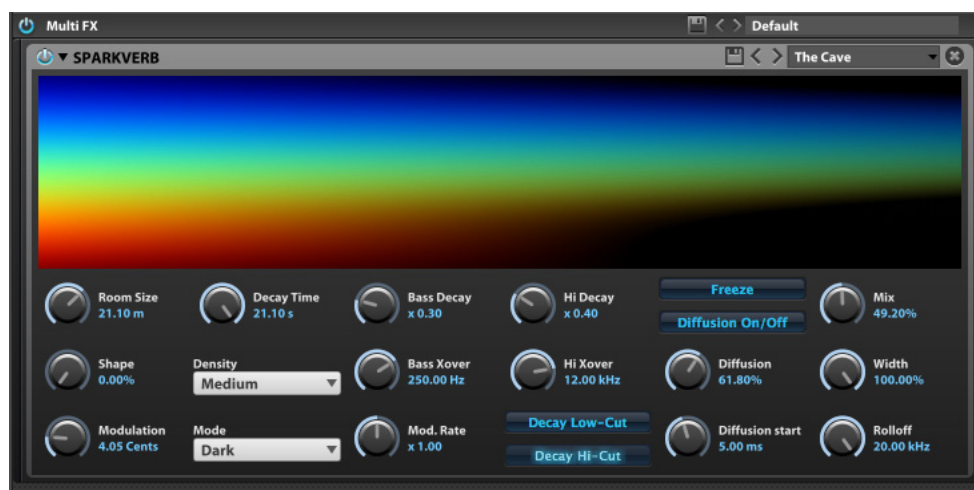 Multi FX
Default
SPARKVERB
The Cave
Room Size
21.10 m
Decay Time
21.10 s
Bass Decay
x 0.30
Hi Decay
x 0.40
Freeze
Diffusion On/Off
Mix
49.20%
Shape
0.00%
Density
Medium
Bass Xover
250.00 Hz
Hi Xover
12.00 kHz
Diffusion
61.80%
Width
100.00%
Modulation
4.05 Cents
Mode
Dark
Mod. Rate
x 1.00
Decay Low-Cut
Decay Hi-Cut
Diffusion start
5.00 ms
Rolloff
20.00 kHz